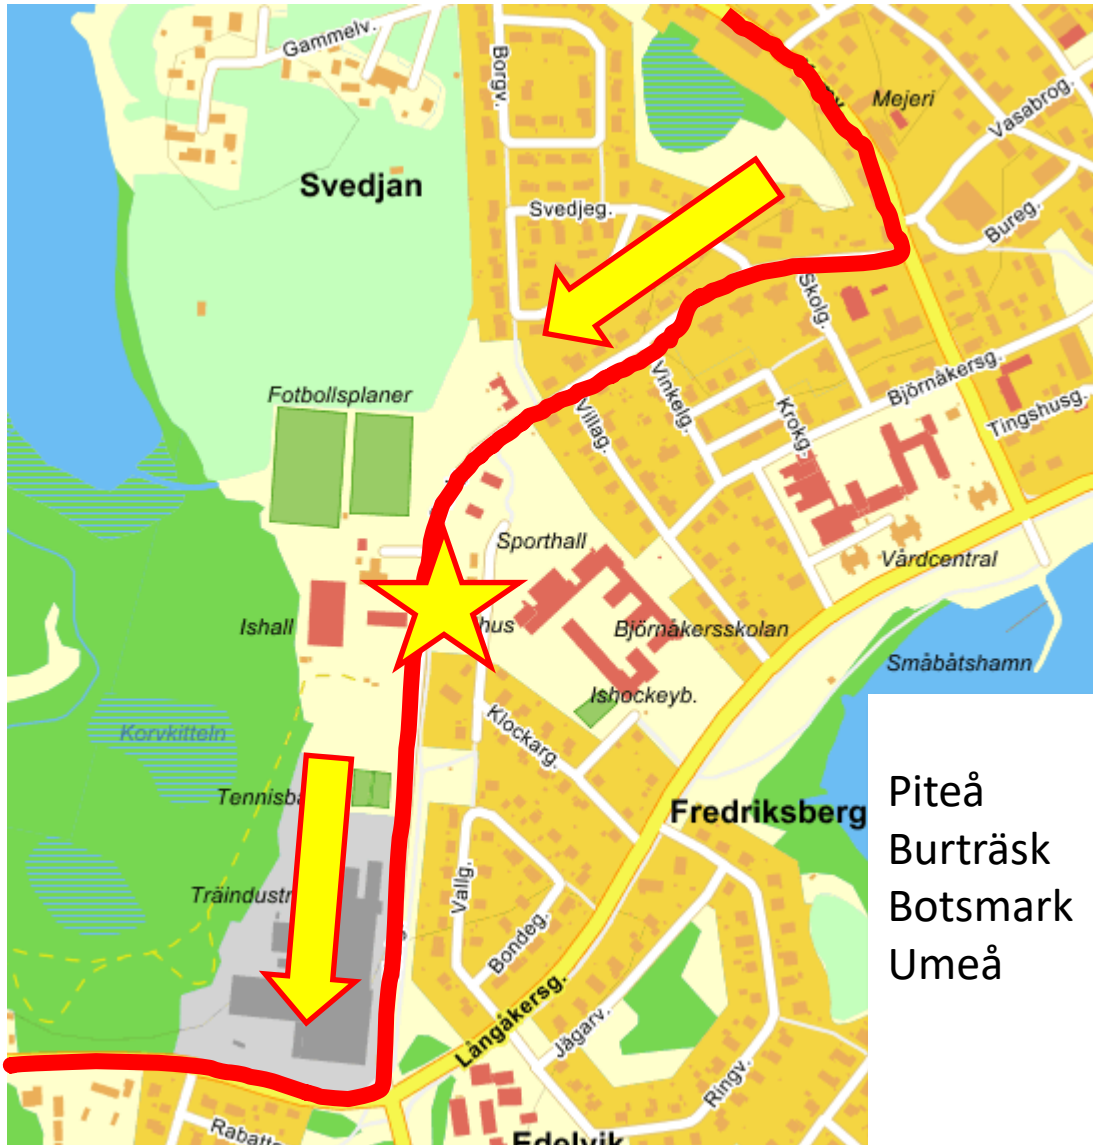 Gammelv.
Borgv.
Mejeri
Vasabrog.
Svedjan
Svedjeg.
Bureg.
Skolg.
Fotbollsplaner
Vinkelg.
Björnåkersg.
Villag.
Krokg.
Tingshusg.
Sporthall
Vårdcentral
Ishall
Björnåkersskolan
Småbåtshamn
Ishockeyb.
Korvkitteln
Klockarg.
Fredriksberg
Vallg.
Bondeg.
Långåkersg.
Jägarv.
Ringv.
Edelvik
Piteå
Burträsk
Botsmark
Umeå